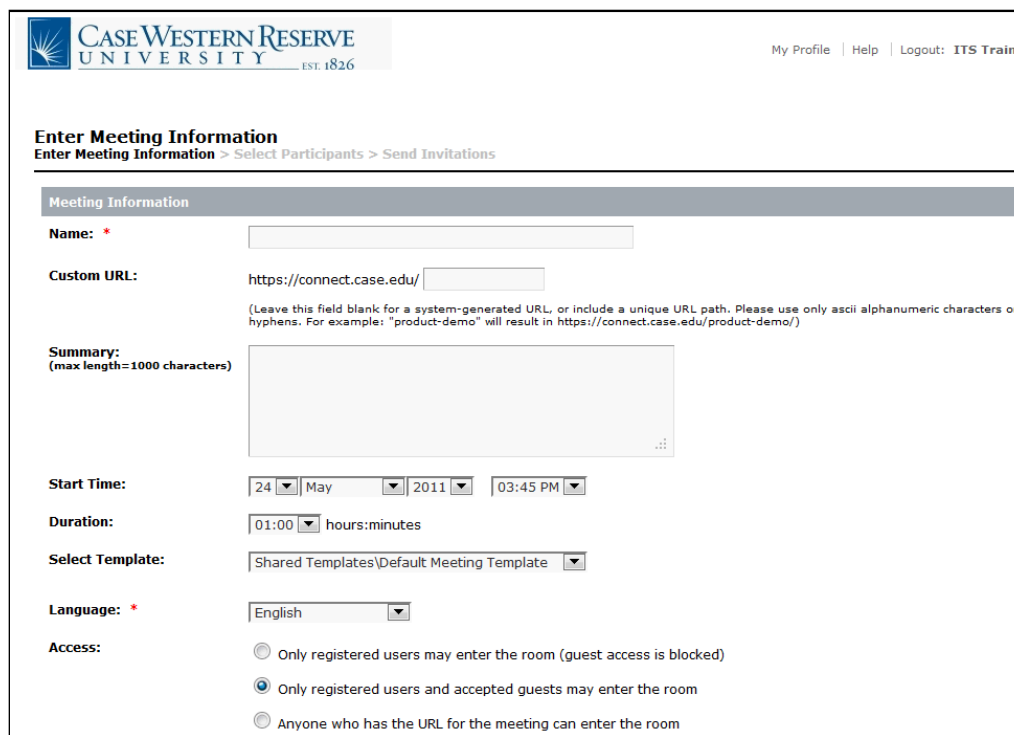 CASE WESTERN RESERVE
UNIVERSITY EST. 1826
My Profile | Help | Logout: ITS Train
Enter Meeting Information
Enter Meeting Information > Select Participants > Send Invitations
Meeting Information
Name: *
Custom URL: https://connect.case.edu/
(Leave this field blank for a system-generated URL, or include a unique URL path. Please use only ascii alphanumeric characters o
hyphens. For example: "product-demo" will result in https://connect.case.edu/product-demo/)
Summary:
(max length=1000 characters)
Start Time: 24 May 2011 03:45 PM
Duration: 01:00 hours:minutes
Select Template: Shared Templates\Default Meeting Template
Language: * English
Access: Only registered users may enter the room (guest access is blocked)
Only registered users and accepted guests may enter the room
Anyone who has the URL for the meeting can enter the room